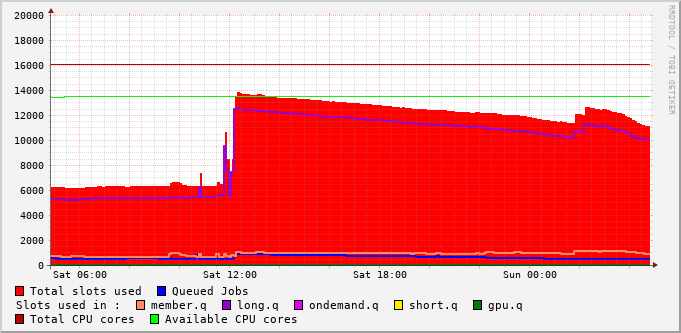 20000
18000
16000
14000
12000
10000
8000
6000
4000
2000
0
Sat 06:00 Sat 12:00 Sat 18:00 Sun 00:00
RRDTOOL / TOBI OETIKER
Total slots used Queued Jobs
Slots used in : member.q long.q ondemand.q short.q gpu.q
Total CPU cores Available CPU cores